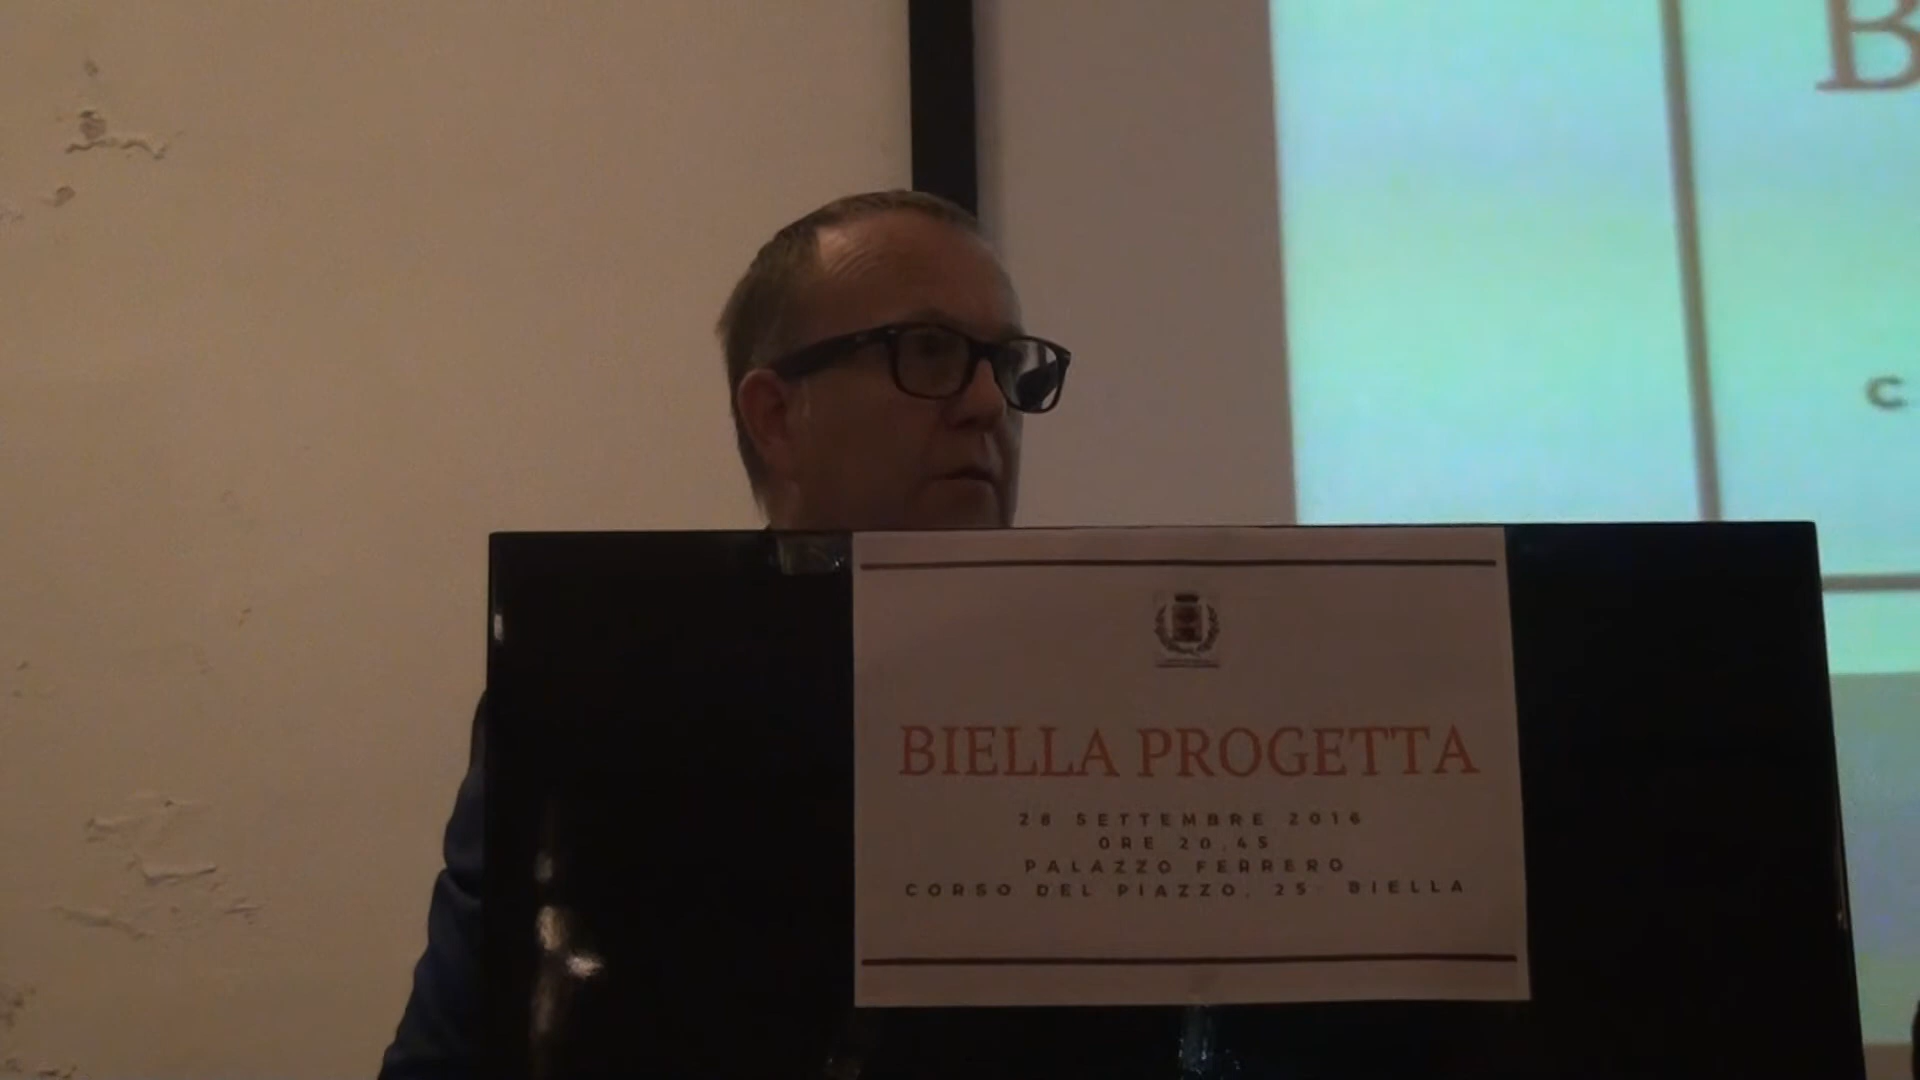 B
C
BIELLA PROGETTA
28 SETTEMBRE 2016
ORE 20.45
PALAZZO FERRERO
CORSO DEL PIAZZO, 25 BIELLA